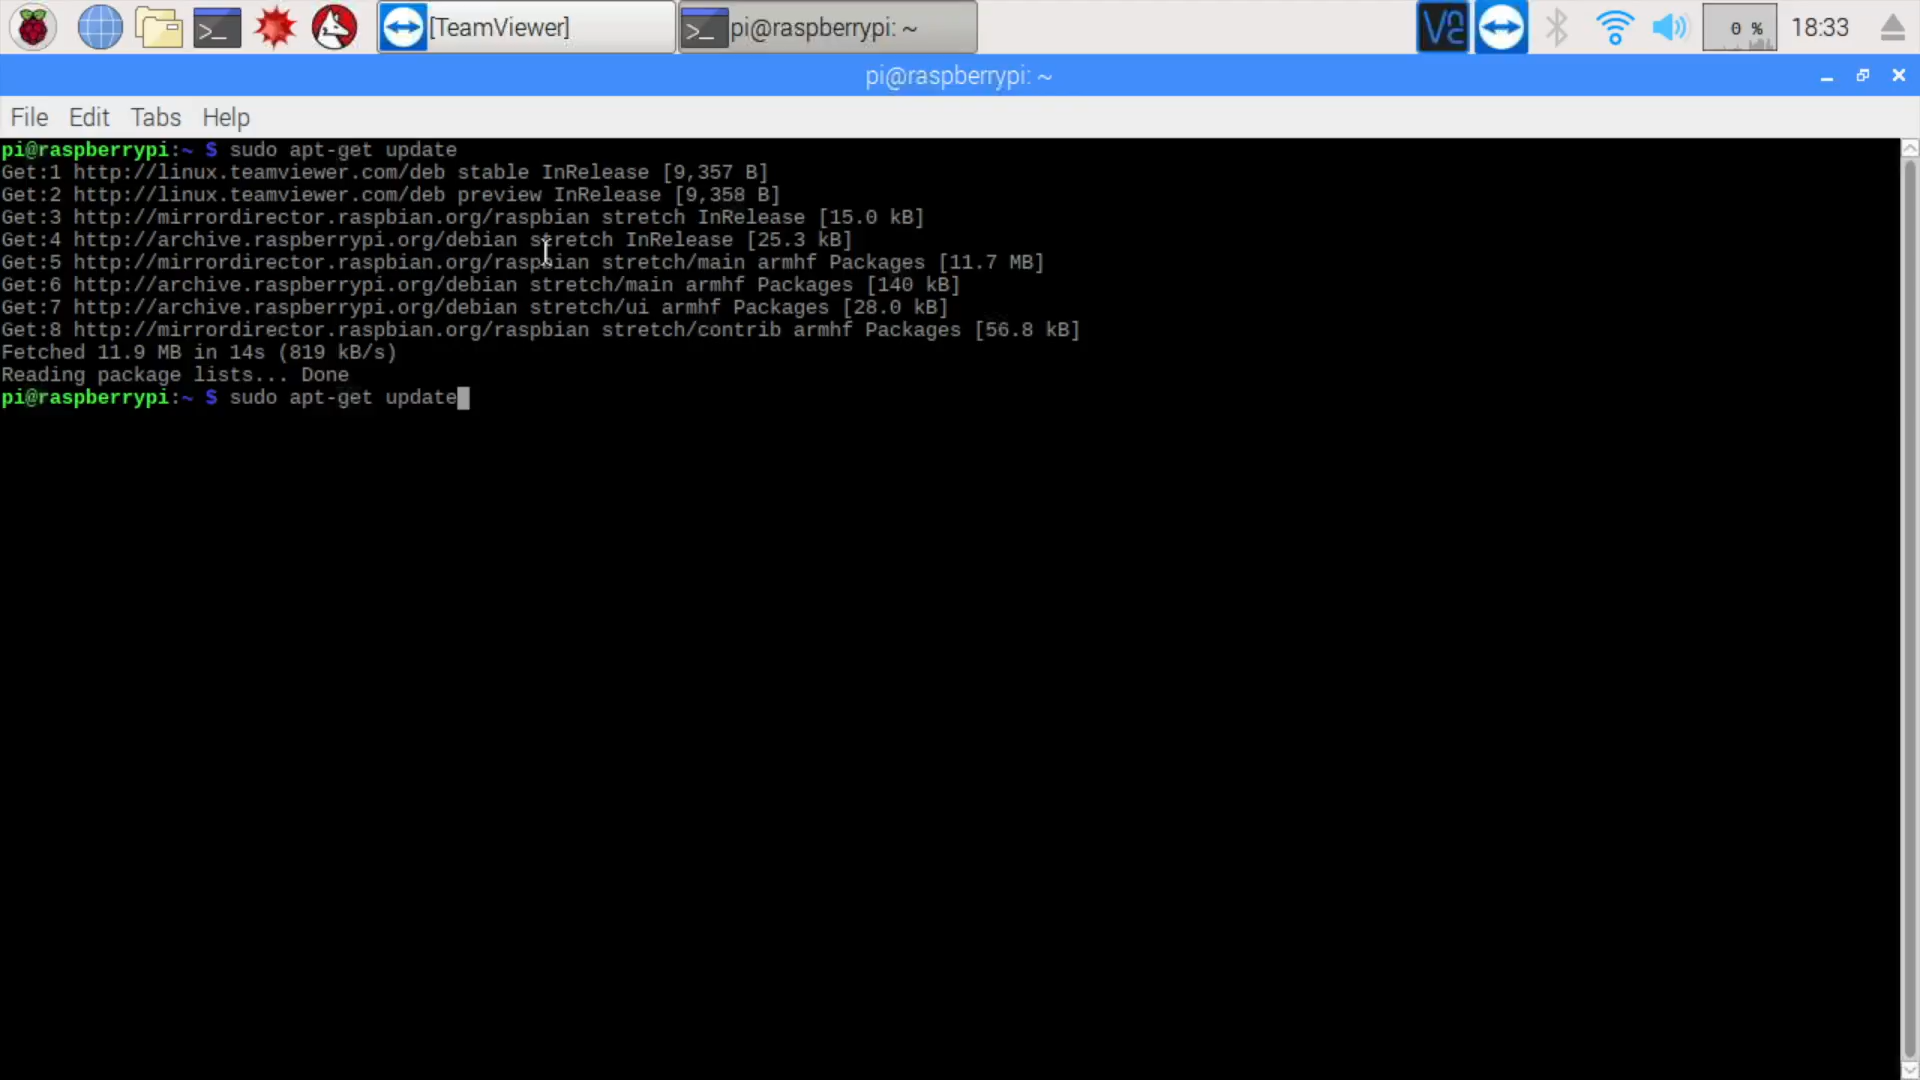 [TeamViewer]
pi@raspberrypi: ~
0 %
18:33
pi@raspberrypi: ~
File Edit Tabs Help
pi@raspberrypi:~ $ sudo apt-get update
Get:1 http://linux.teamviewer.com/deb stable InRelease [9,357 B]
Get:2 http://linux.teamviewer.com/deb preview InRelease [9,358 B]
Get:3 http://mirrordirector.raspbian.org/raspbian stretch InRelease [15.0 kB]
Get:4 http://archive.raspberrypi.org/debian stretch InRelease [25.3 kB]
Get:5 http://mirrordirector.raspbian.org/raspbian stretch/main armhf Packages [11.7 MB]
Get:6 http://archive.raspberrypi.org/debian stretch/main armhf Packages [140 kB]
Get:7 http://archive.raspberrypi.org/debian stretch/ui armhf Packages [28.0 kB]
Get:8 http://mirrordirector.raspbian.org/raspbian stretch/contrib armhf Packages [56.8 kB]
Fetched 11.9 MB in 14s (819 kB/s)
Reading package lists... Done
pi@raspberrypi:~ $ sudo apt-get update